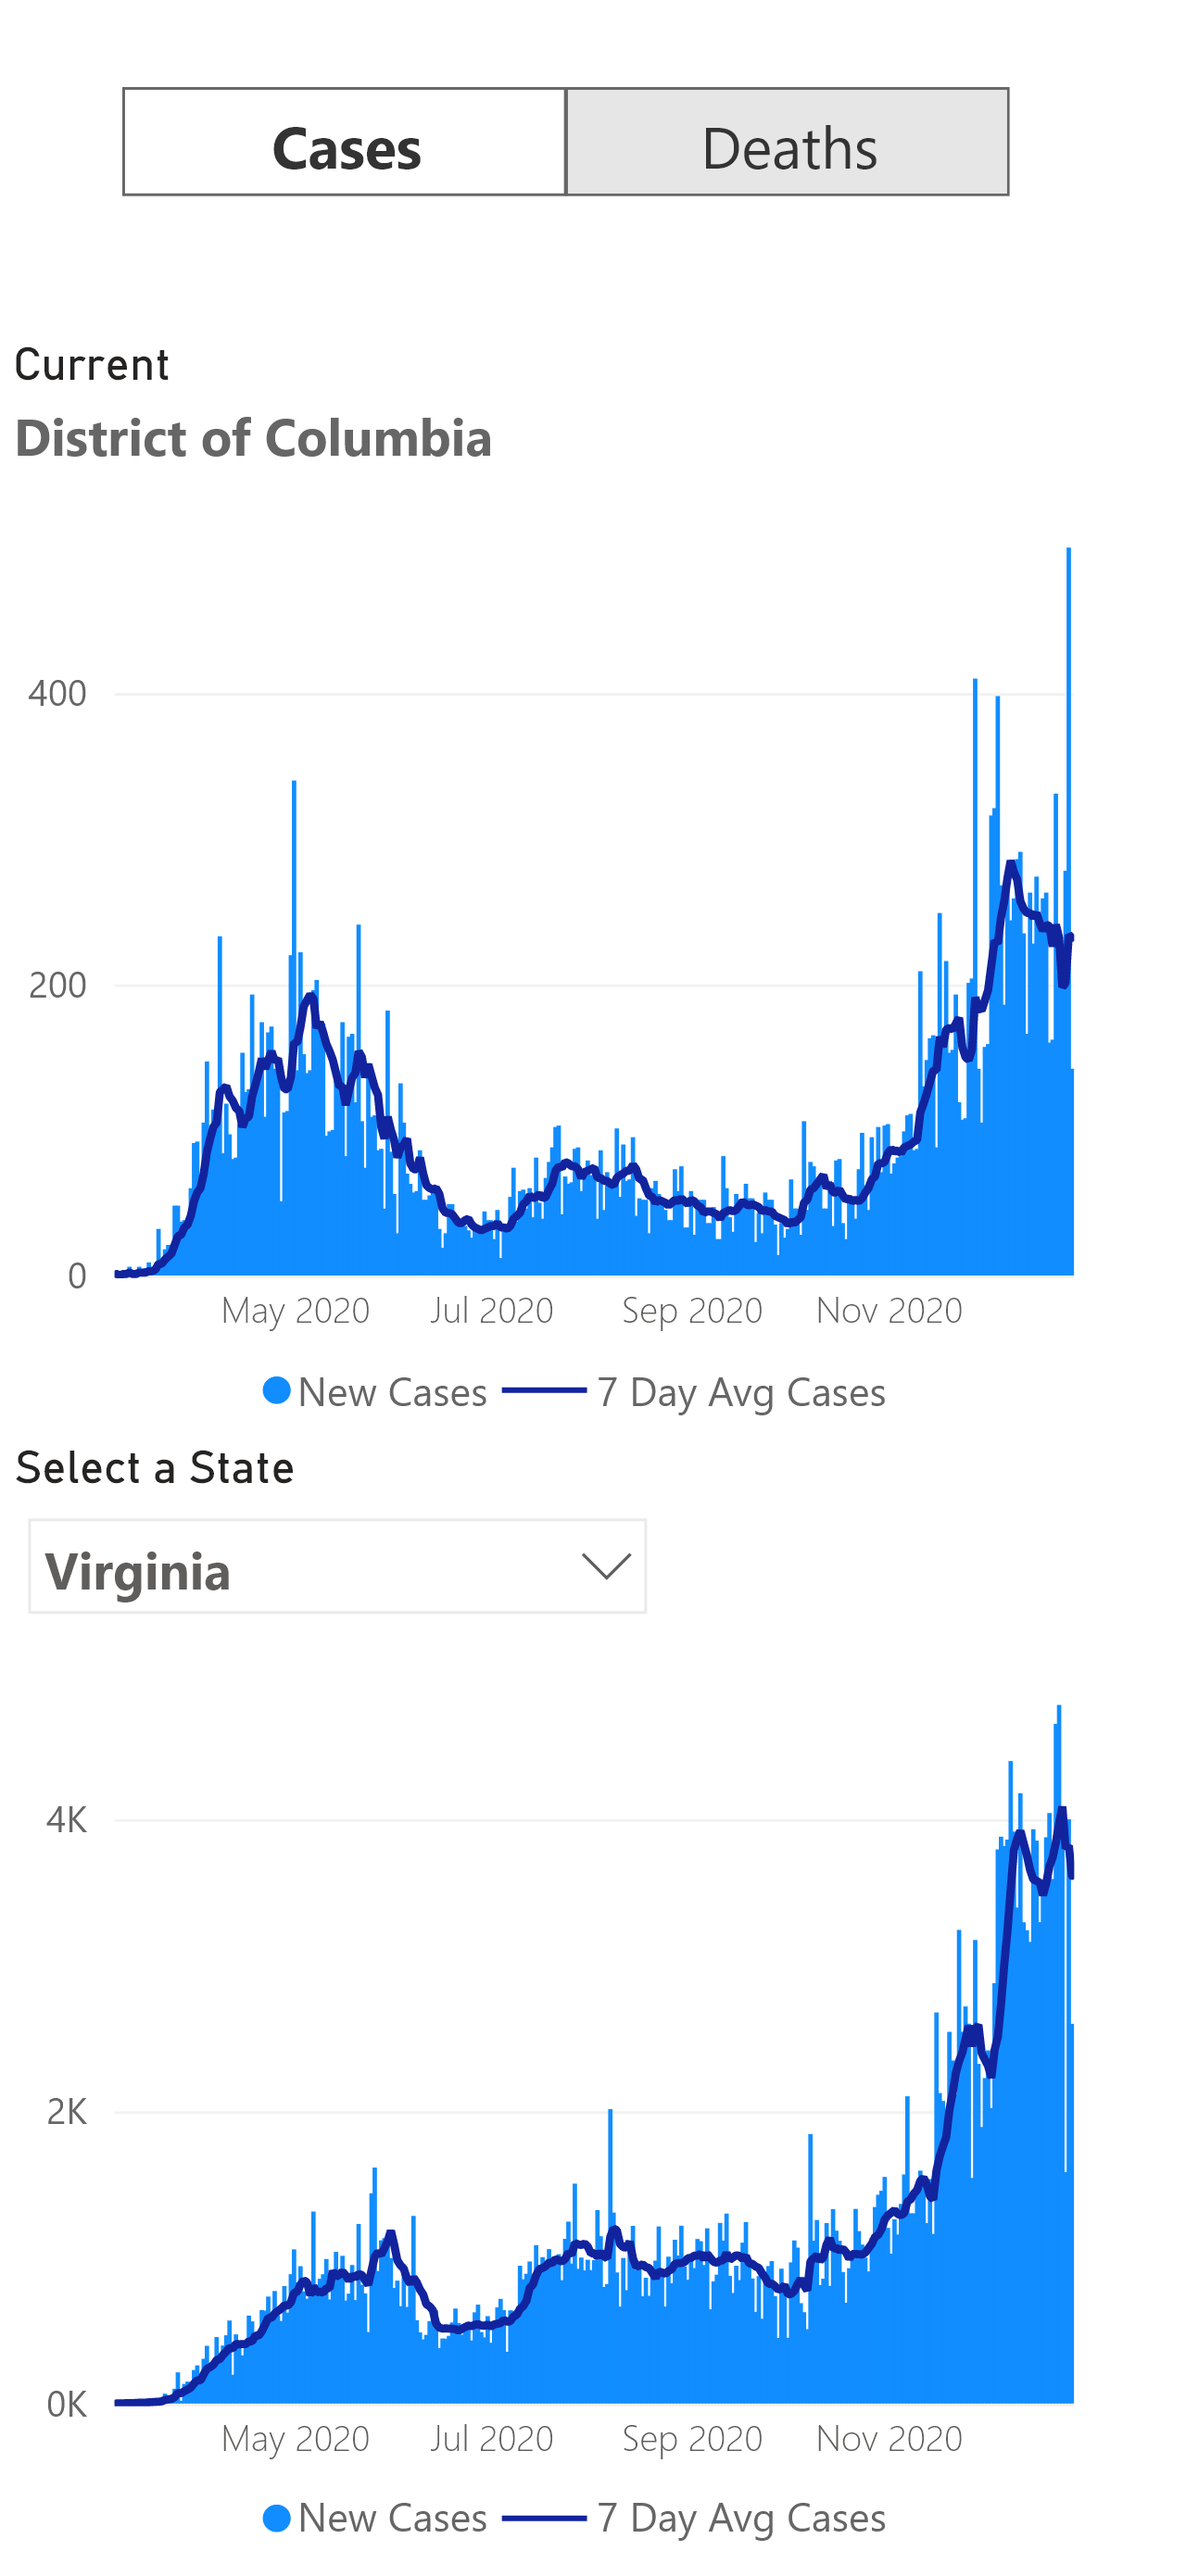 Cases Deaths
Current
District of Columbia
400
200
0
May 2020 Jul 2020 Sep 2020 Nov 2020
New Cases 7 Day Avg Cases
Select a State
Virginia
4K
2K
0K
May 2020 Jul 2020 Sep 2020 Nov 2020
New Cases 7 Day Avg Cases